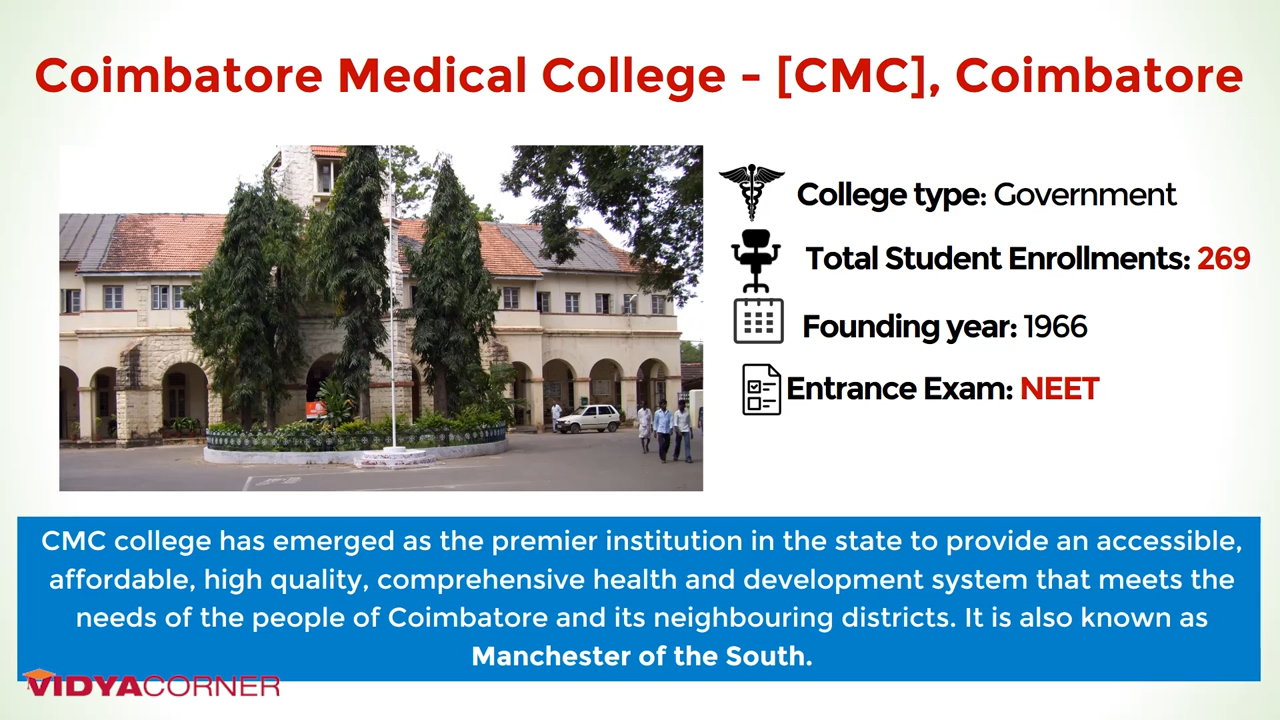 Coimbatore Medical College - [CMC], Coimbatore
College type: Government
Total Student Enrollments: 269
Founding year: 1966
Entrance Exam: NEET
CMC college has emerged as the premier institution in the state to provide an accessible,
affordable, high quality, comprehensive health and development system that meets the
needs of the people of Coimbatore and its neighbouring districts. It is also known as
Manchester of the South.
VIDYACORNER